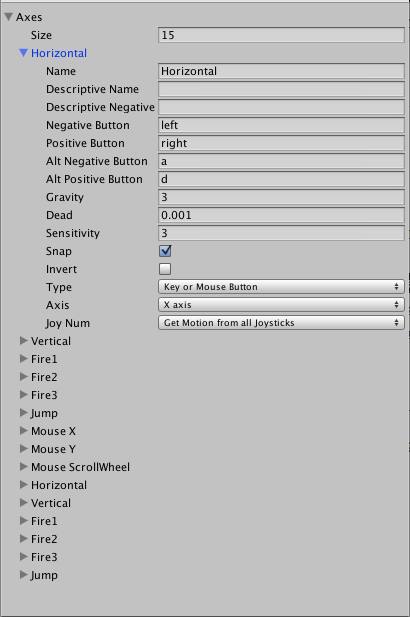 Axes
Size 15
Horizontal
Name Horizontal
Descriptive Name
Descriptive Negative
Negative Button left
Positive Button right
Alt Negative Button a
Alt Positive Button d
Gravity 3
Dead 0.001
Sensitivity 3
Snap
Invert
Type Key or Mouse Button
Axis X axis
Joy Num Get Motion from all Joysticks
Vertical
Fire1
Fire2
Fire3
Jump
Mouse X
Mouse Y
Mouse ScrollWheel
Horizontal
Vertical
Fire1
Fire2
Fire3
Jump